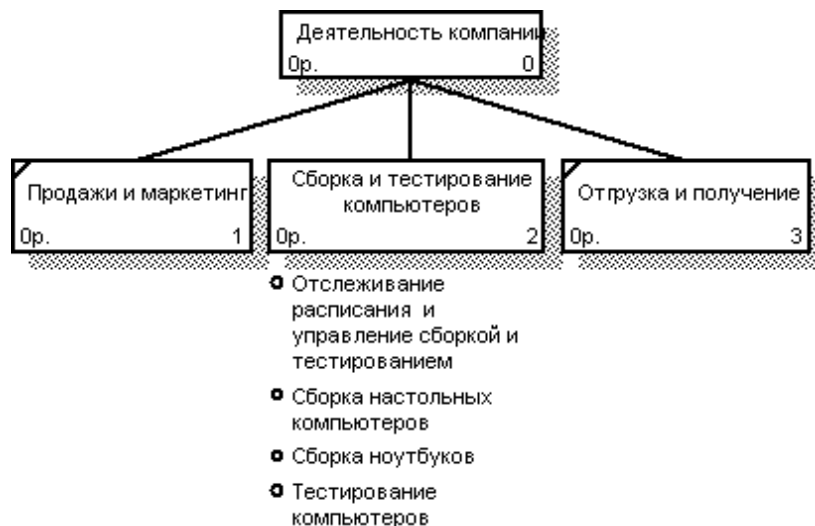 Деятельность компании
0р. 0
Продажи и маркетинг
0р. 1
Сборка и тестирование
компьютеров
0р. 2
Отгрузка и получение
0р. 3
Отслеживание
расписания и
управление сборкой и
тестированием
Сборка настольных
компьютеров
Сборка ноутбуков
Тестирование
компьютеров